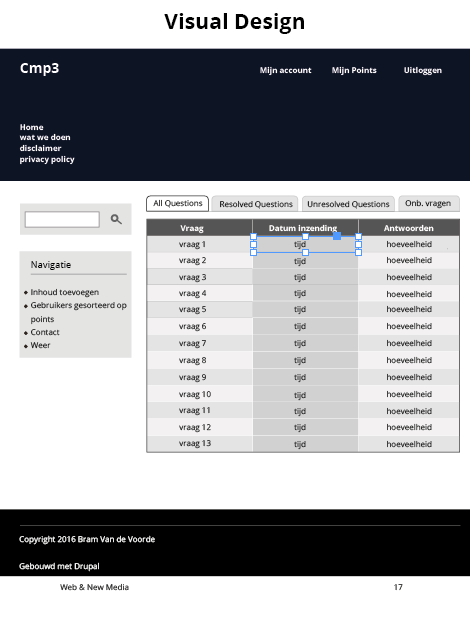 Visual Design
Cmp3
Mijn account Mijn Points Uitloggen
Home
wat we doen
disclaimer
privacy policy
All Questions Resolved Questions Unresolved Questions Onb. vragen
Navigatie
Inhoud toevoegen
Gebruikers gesorteerd op
points
Contact
Weer
Vraag Datum inzending Antwoorden
vraag 1 tijd hoeveelheid
vraag 2 tijd hoeveelheid
vraag 3 tijd hoeveelheid
vraag 4 tijd hoeveelheid
vraag 5 tijd hoeveelheid
vraag 6 tijd hoeveelheid
vraag 7 tijd hoeveelheid
vraag 8 tijd hoeveelheid
vraag 9 tijd hoeveelheid
vraag 10 tijd hoeveelheid
vraag 11 tijd hoeveelheid
vraag 12 tijd hoeveelheid
vraag 13 tijd hoeveelheid
Copyright 2016 Bram Van de Voorde
Gebouwd met Drupal
Web & New Media 17